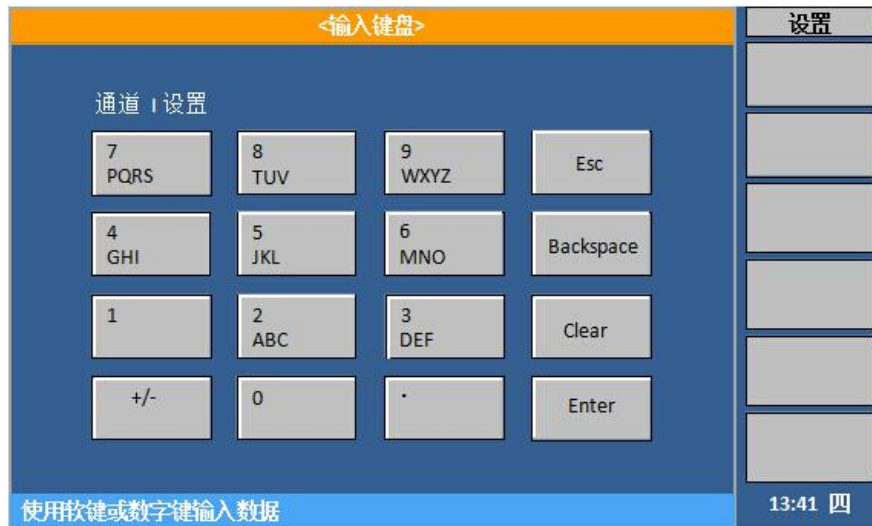 <输入键盘>
设置
通道 1设置
7
PQRS
8
TUV
9
WXYZ
Esc
4
GHI
5
JKL
6
MNO
Backspace
1
2
ABC
3
DEF
Clear
+/-
0
.
Enter
使用软键或数字键输入数据
13:41 四